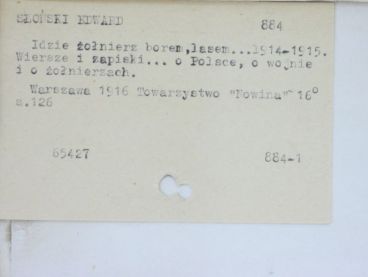 SŁOŃSKI EDWARD
884
Idzie żołnierz borem,lasem...1914-1915.
Wiersze i zapiski... o Polsce, o wojnie
i o żołnierzach.
Warszawa 1916 Towarzystwo "Nowina" 16°
s.126
65427
884-1